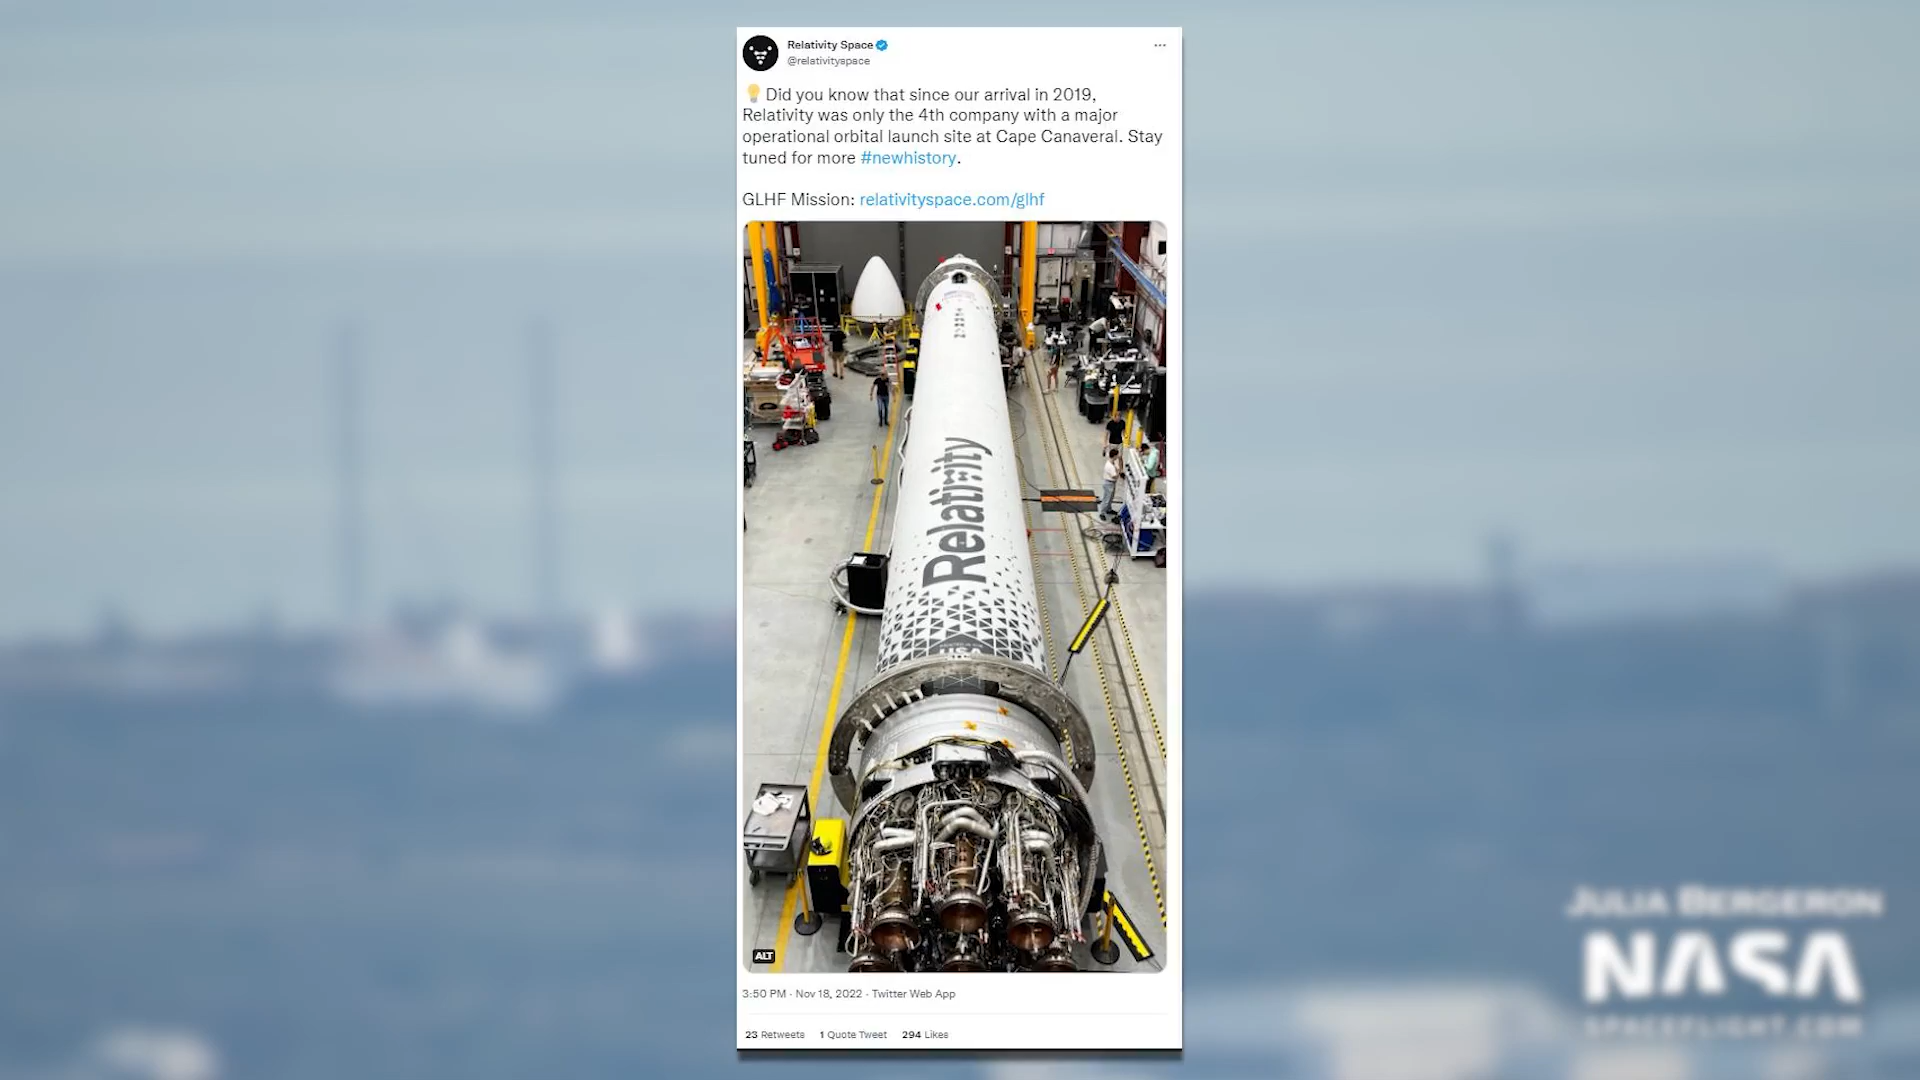 Relativity Space
@relativityspace
Did you know that since our arrival in 2019,
Relativity was only the 4th company with a major
operational orbital launch site at Cape Canaveral. Stay
tuned for more #newhistory.
GLHF Mission: relativityspace.com/glhf
TERRAN
Relativity
USA
ALT
3:50 PM · Nov 18, 2022 · Twitter Web App
23 Retweets 1 Quote Tweet 294 Likes
JULIA BERGERON
NASA
SPACEFLIGHT.COM